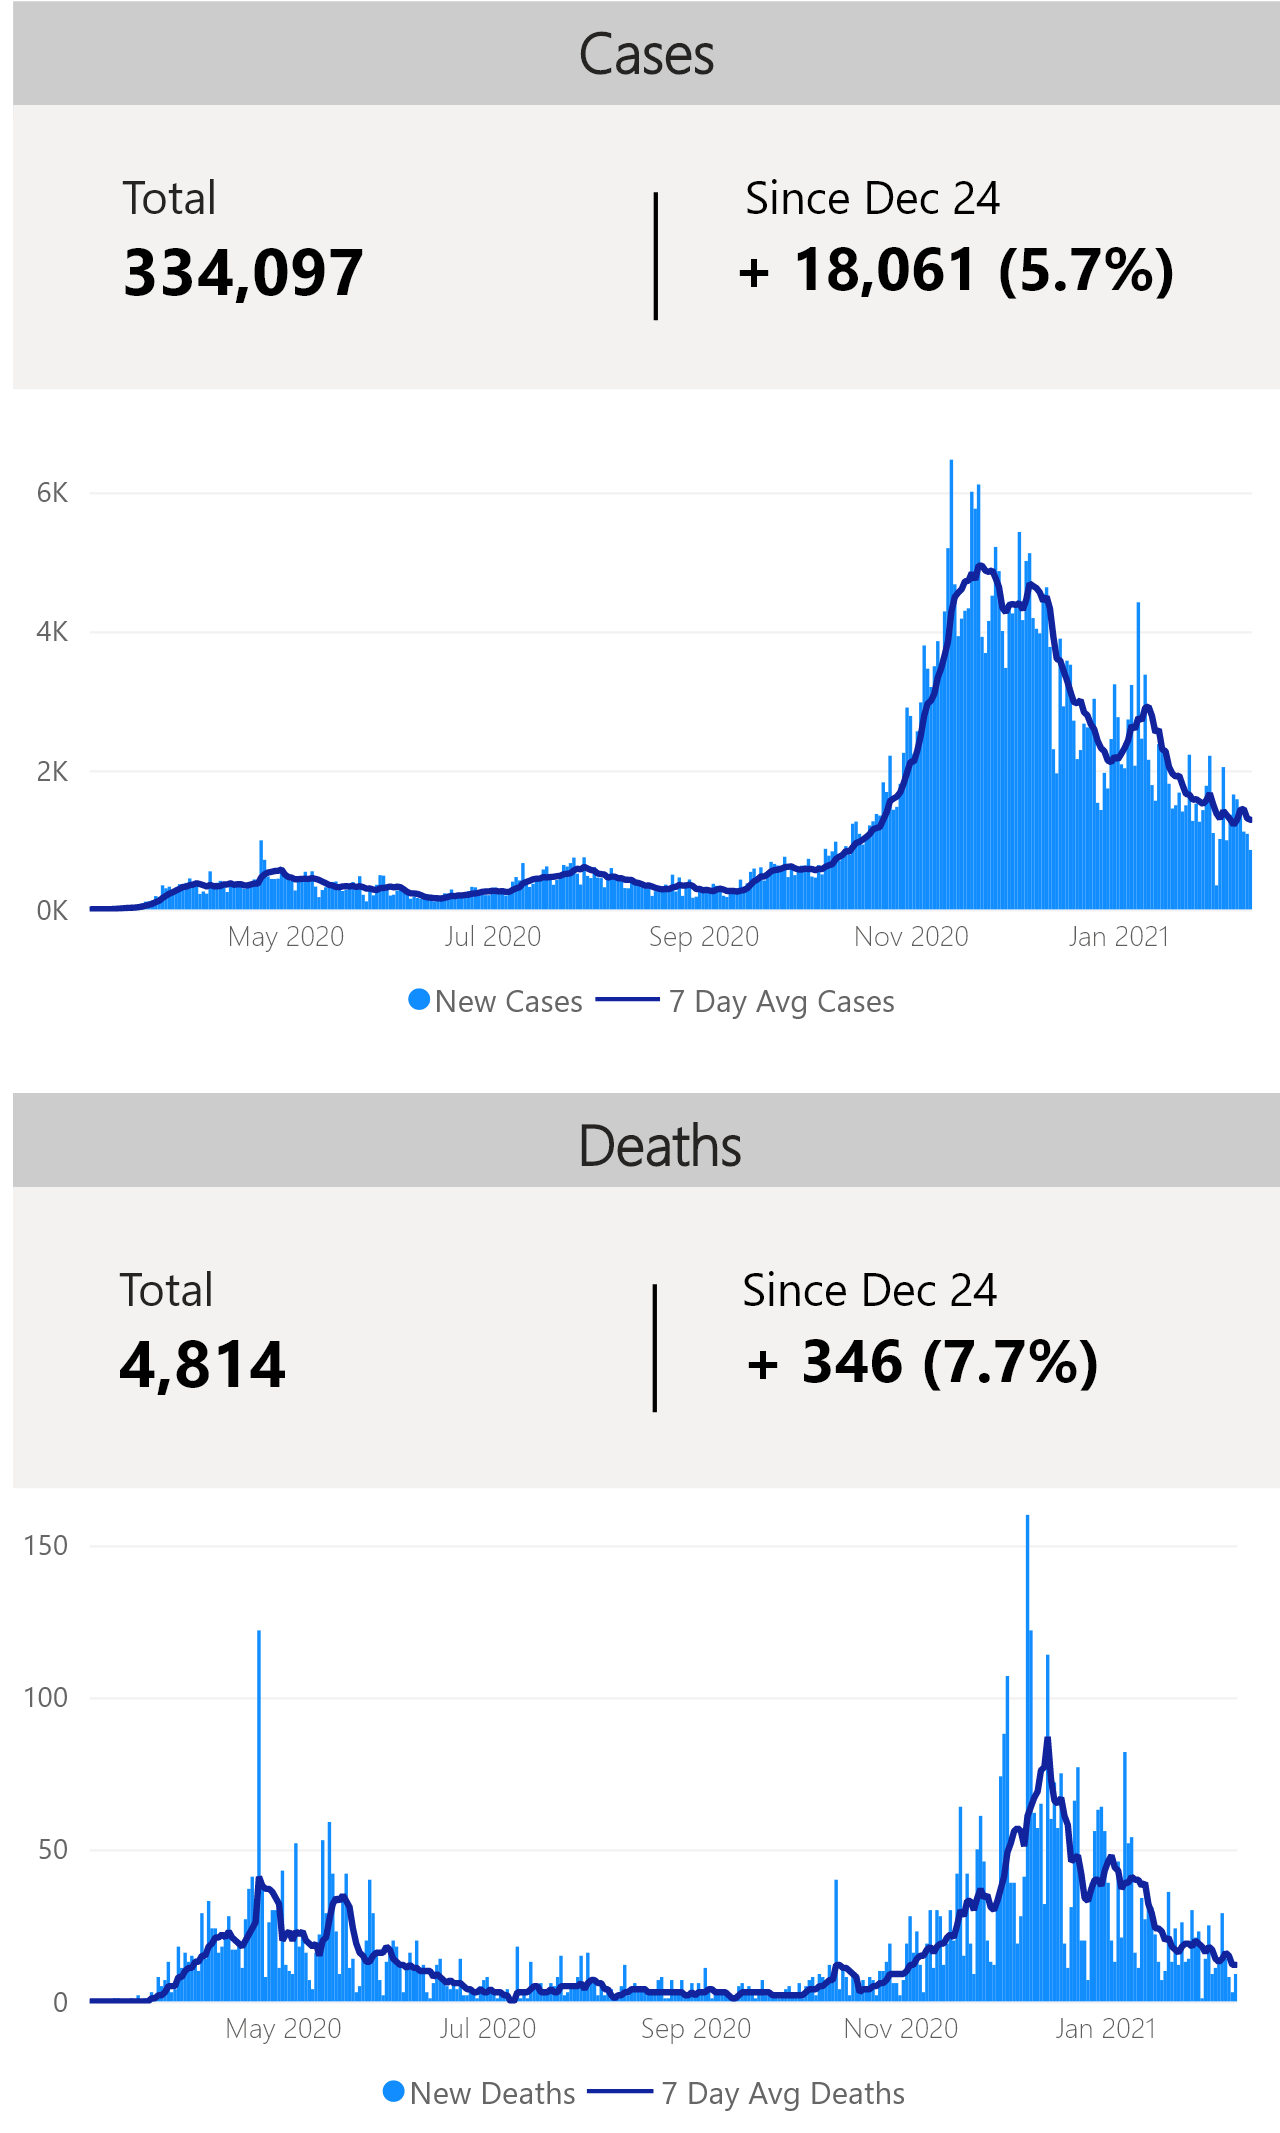 Cases
Total
Since Dec 24
334,097
+ 18,061 (5.7%)
6K
4K
2K
0K
May 2020
Jul 2020
Sep 2020
Nov 2020
Jan 2021
New Cases
7 Day Avg Cases
Deaths
Total
Since Dec 24
4,814
+ 346 (7.7%)
150
100
50
0
May 2020
Jul 2020
Sep 2020
Nov 2020
Jan 2021
New Deaths
7 Day Avg Deaths